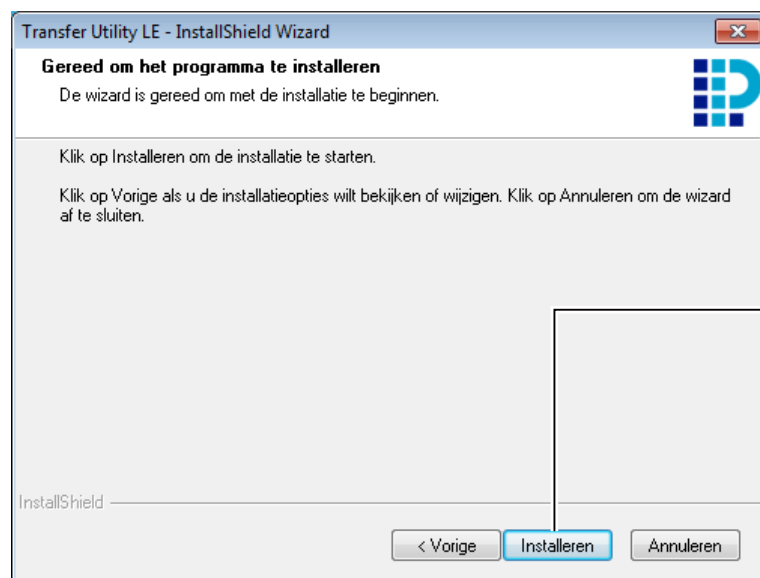 Transfer Utility LE - InstallShield Wizard
Gereed om het programma te installeren
De wizard is gereed om met de installatie te beginnen.
Klik op Installeren om de installatie te starten.
Klik op Vorige als u de installatieopties wilt bekijken of wijzigen. Klik op Annuleren om de wizard
af te sluiten.
InstallShield
< Vorige Installeren Annuleren